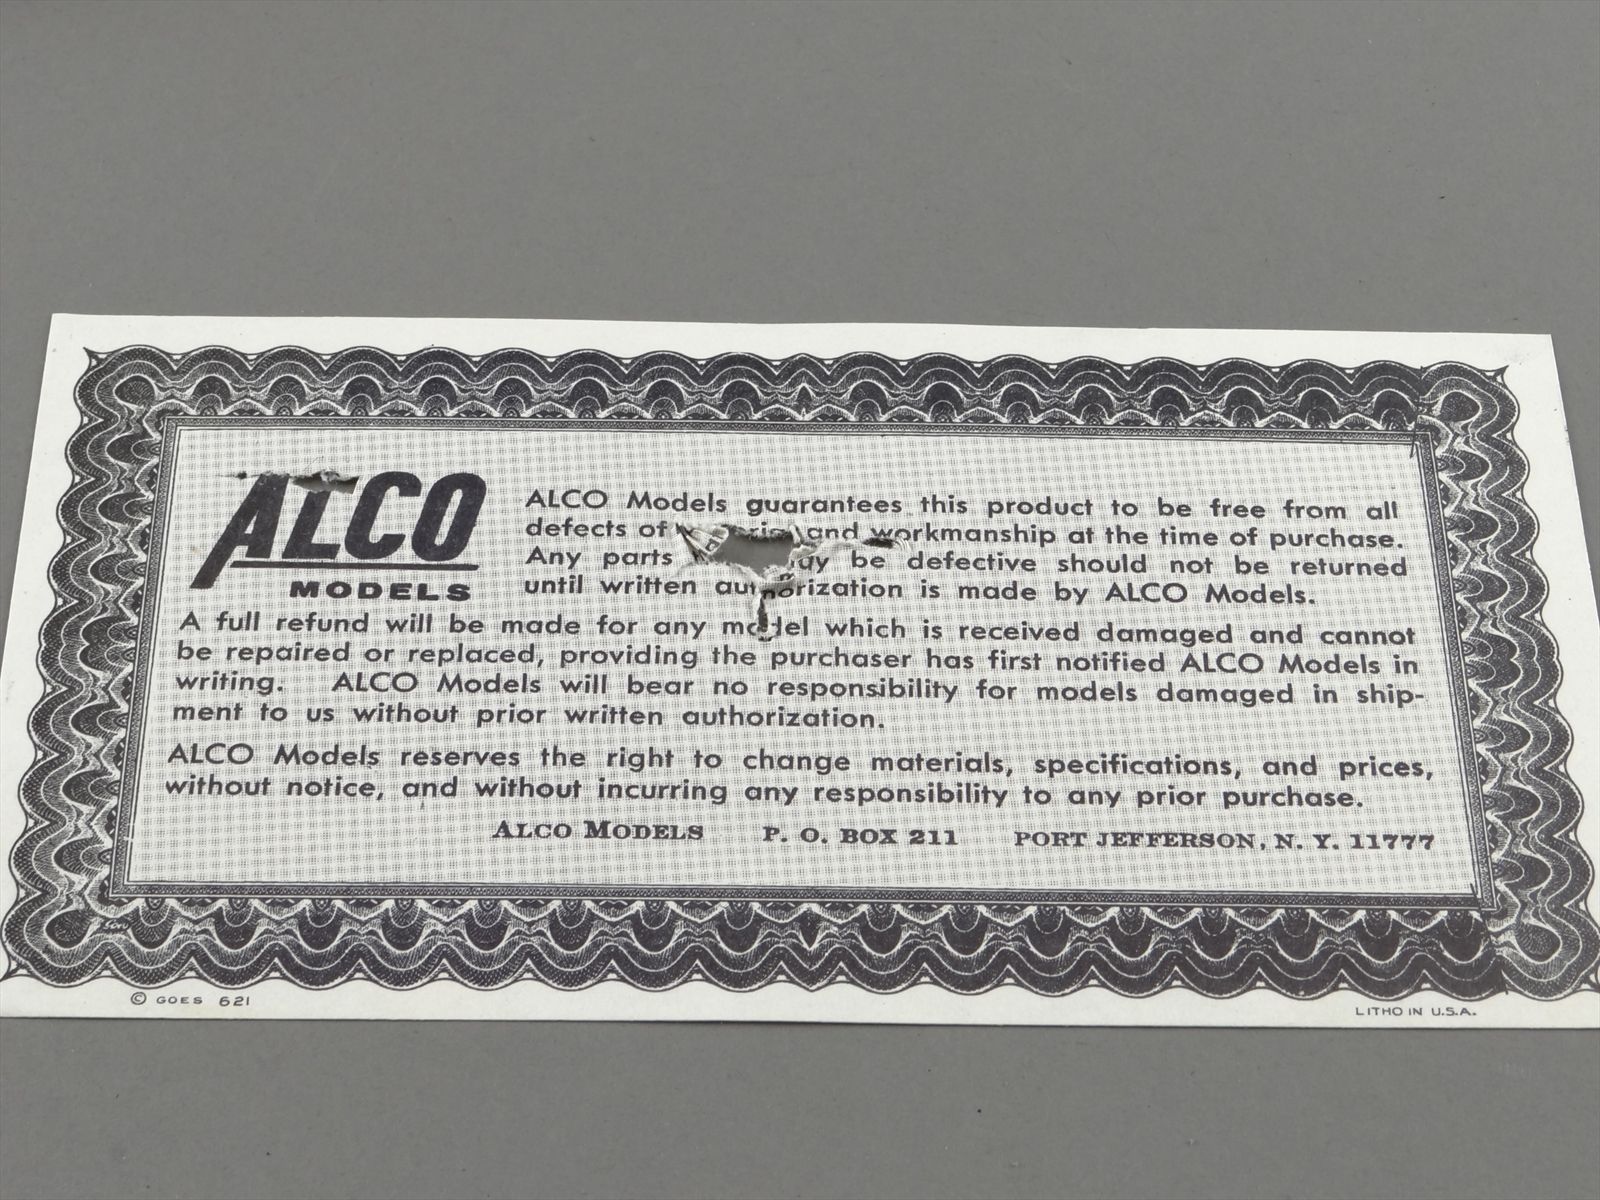 ALCO
MODELS
ALCO Models guarantees this product to be free from all
defects of and workmanship at the time of purchase.
Any parts be defective should not be returned
until written authorization is made by ALCO Models.
A full refund will be made for any model which is received damaged and cannot
be repaired or replaced, providing the purchaser has first notified ALCO Models in
writing. ALCO Models will bear no responsibility for models damaged in ship-
ment to us without prior written authorization.
ALCO Models reserves the right to change materials, specifications, and prices,
without notice, and without incurring any responsibility to any prior purchase.
ALCO MODELS P. O. BOX 211 PORT JEFFERSON, N. Y. 11777
© GOES 621
LITHO IN U.S.A.